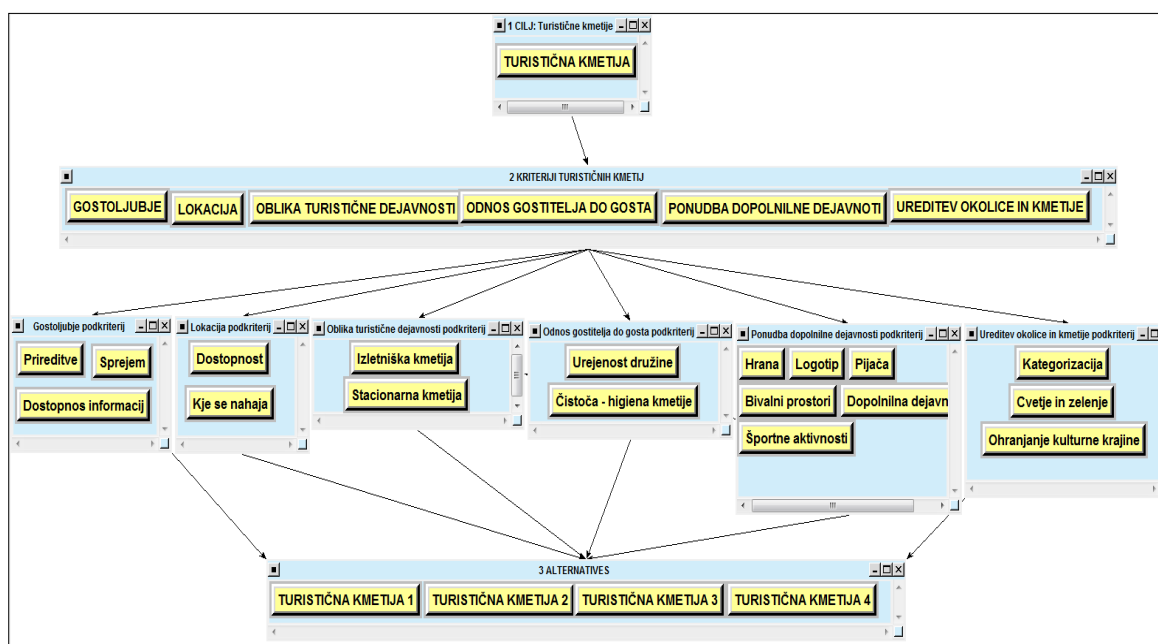 1 CILJ: Turistične kmetije
TURISTIČNA KMETIJA
2 KRITERIJI TURISTIČNIH KMETIJ
GOSTOLJUBJE
LOKACIJA
OBLIKA TURISTIČNE DEJAVNOSTI
ODNOS GOSTITELJA DO GOSTA
PONUDBA DOPOLNILNE DEJAVNOTI
UREDITEV OKOLICE IN KMETIJE
Gostoljubje podkriterij
Prireditve
Sprejem
Dostopnos informacij
Lokacija podkriterij
Dostopnost
Kje se nahaja
Oblika turistične dejavnosti podkriterij
Izletniška kmetija
Stacionarna kmetija
Odnos gostitelja do gosta podkriterij
Urejenost družine
Čistoča - higiena kmetije
Ponudba dopolnilne dejavnosti podkriterij
Hrana
Logotip
Pijača
Bivalni prostori
Dopolnilna dejavn
Športne aktivnosti
Ureditev okolice in kmetije podkriterij
Kategorizacija
Cvetje in zelenje
Ohranjanje kulturne krajine
3 ALTERNATIVES
TURISTIČNA KMETIJA 1
TURISTIČNA KMETIJA 2
TURISTIČNA KMETIJA 3
TURISTIČNA KMETIJA 4